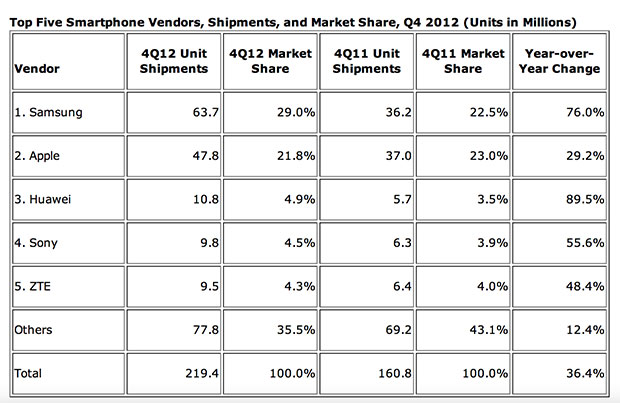 Top Five Smartphone Vendors, Shipments, and Market Share, Q4 2012 (Units in Millions)
Vendor 4Q12 Unit Shipments 4Q12 Market Share 4Q11 Unit Shipments 4Q11 Market Share Year-over-Year Change
1. Samsung 63.7 29.0% 36.2 22.5% 76.0%
2. Apple 47.8 21.8% 37.0 23.0% 29.2%
3. Huawei 10.8 4.9% 5.7 3.5% 89.5%
4. Sony 9.8 4.5% 6.3 3.9% 55.6%
5. ZTE 9.5 4.3% 6.4 4.0% 48.4%
Others 77.8 35.5% 69.2 43.1% 12.4%
Total 219.4 100.0% 160.8 100.0% 36.4%